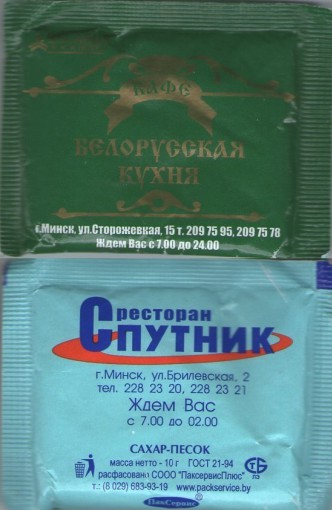 КАФЕ
БЕЛОРУССКАЯ
КУХНЯ
г.Минск, ул.Сторожевская, 15 т. 209 75 95, 209 75 78
Ждем Вас с 7.00 до 24.00
ресторан
СПУТНИК
г.Минск, ул.Брилевская, 2
тел. 228 23 20, 228 23 21
Ждем Вас
с 7.00 до 02.00
САХАР-ПЕСОК
масса нетто - 10 г ГОСТ 21-94
расфасовано СООО "ПаксервисПлюс"
т.: (8 029) 683-93-19 www.packservice.by
ПакСервис